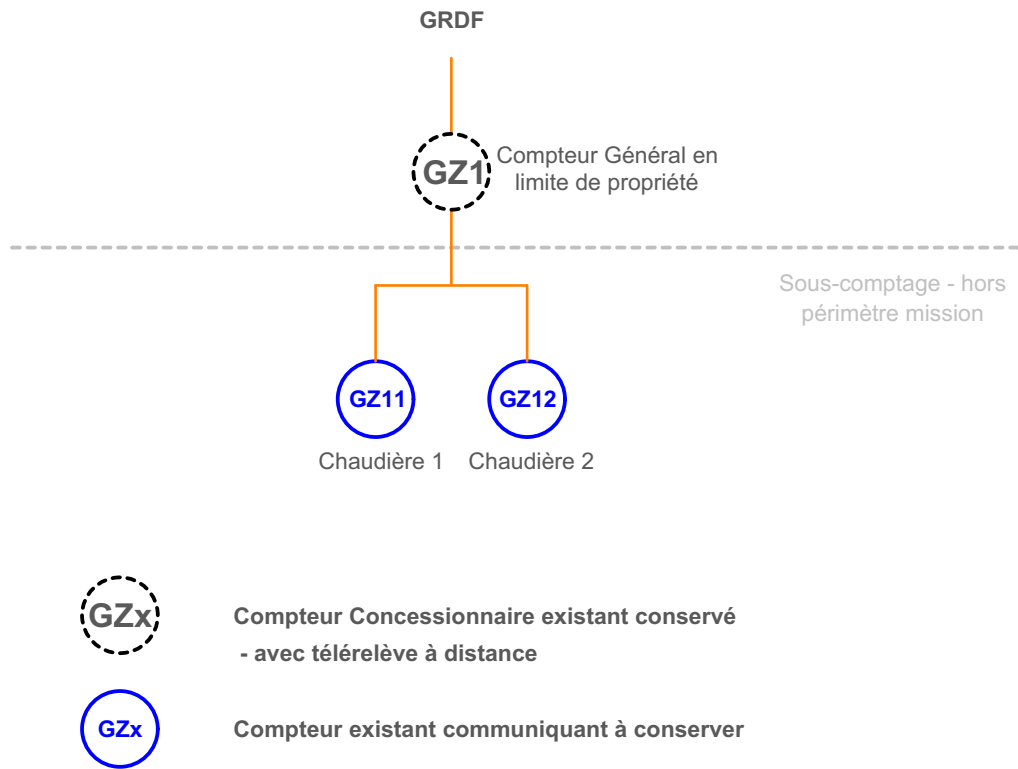 GRDF
GZ1
Compteur Général en
limite de propriété
Sous-comptage - hors
périmètre mission
GZ11
GZ12
Chaudière 1
Chaudière 2
GZx
Compteur Concessionnaire existant conservé
- avec télérelève à distance
GZx
Compteur existant communiquant à conserver